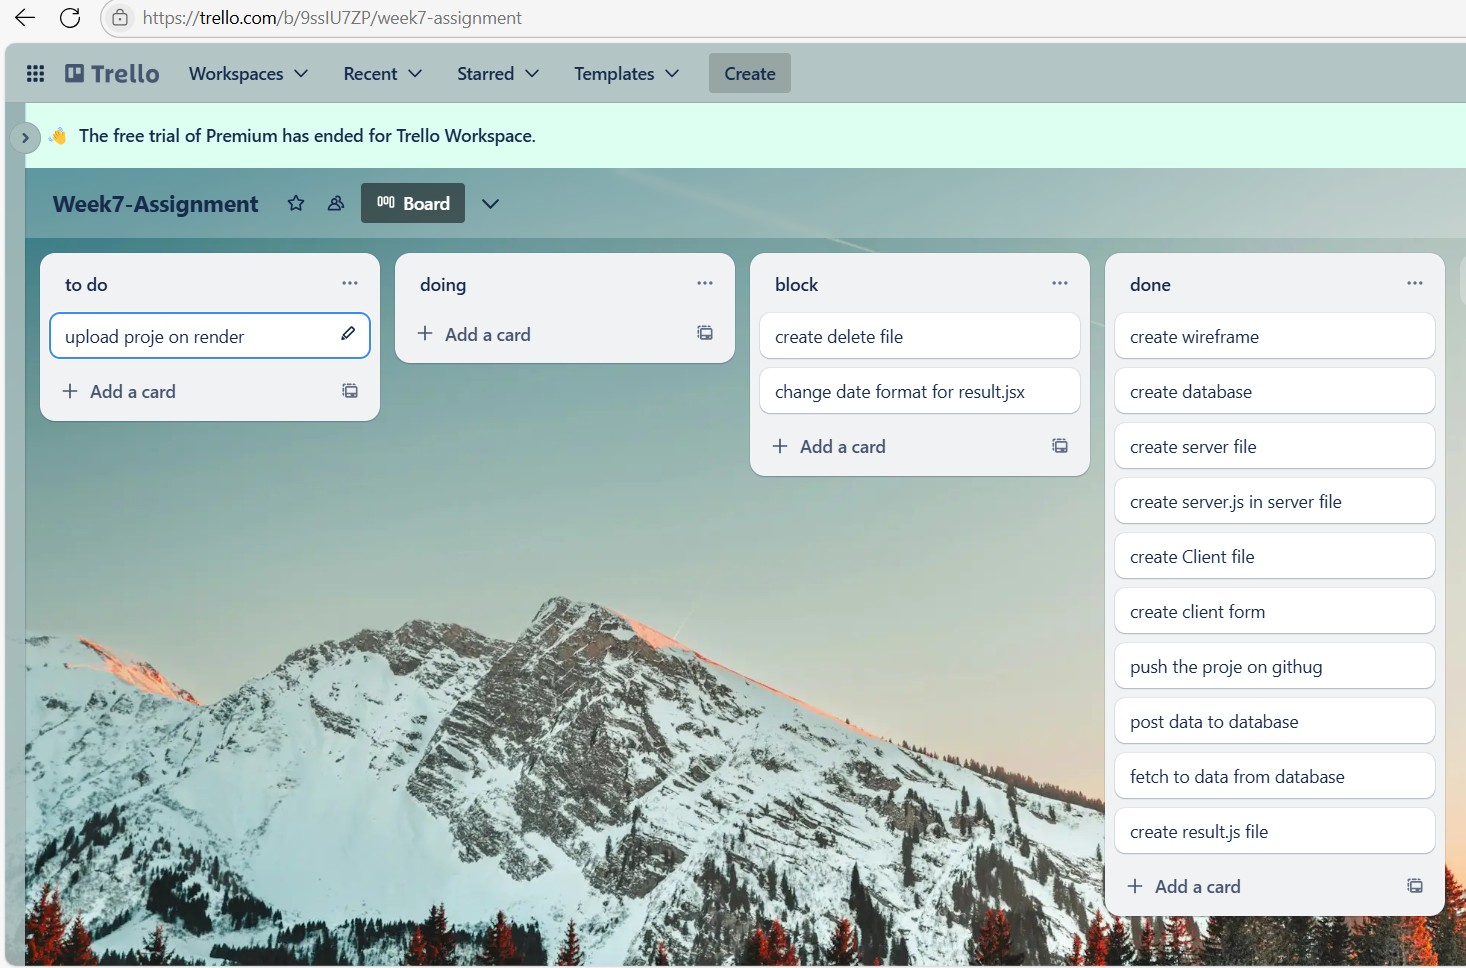 https://trello.com/b/9ssIU7ZP/week7-assignment
Trello Workspaces Recent Starred Templates Create
The free trial of Premium has ended for Trello Workspace.
Week7-Assignment Board
to do
upload proje on render
Add a card
doing
Add a card
block
create delete file
change date format for result.jsx
Add a card
done
create wireframe
create database
create server file
create server.js in server file
create Client file
create client form
push the proje on githug
post data to database
fetch to data from database
create result.js file
Add a card